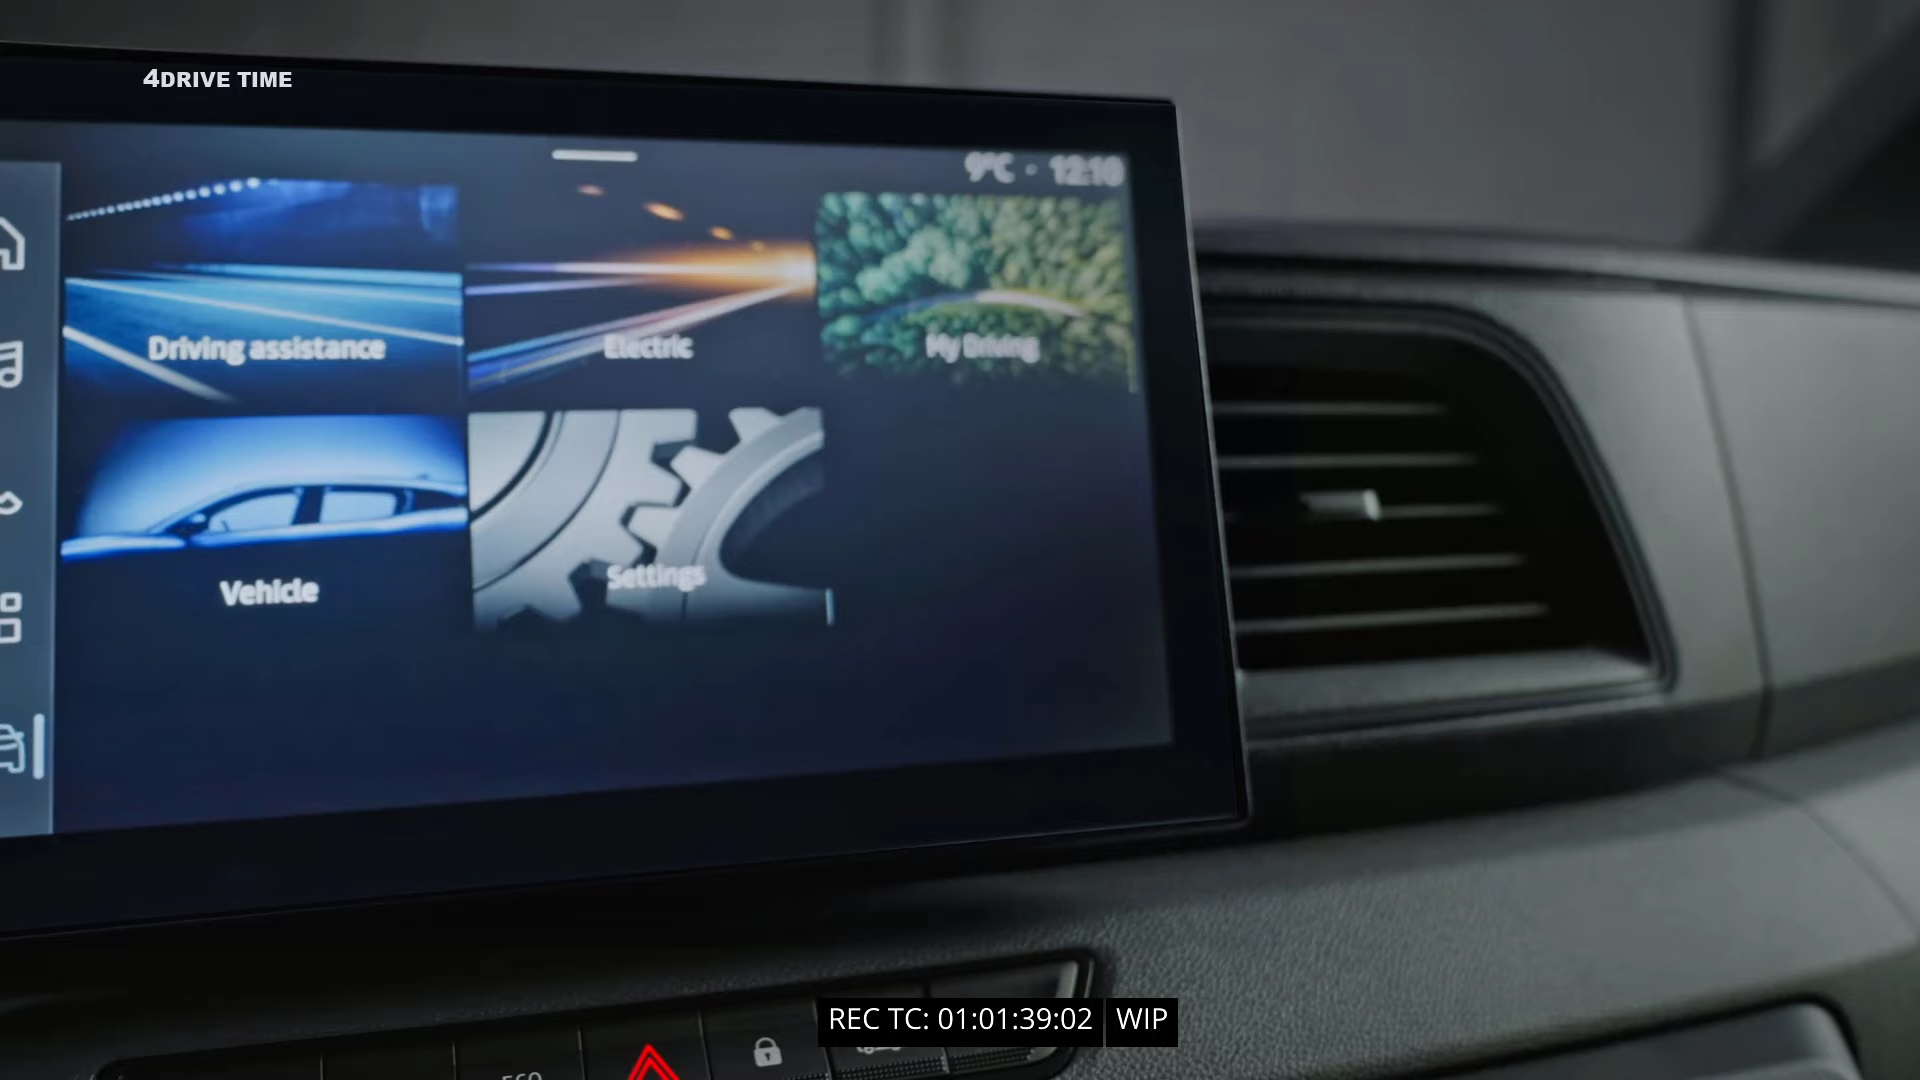 4DRIVE TIME
9°C · 12:10
Driving assistance
Electric
My Driving
Vehicle
Settings
ECO
REC TC: 01:01:39:02 WIP